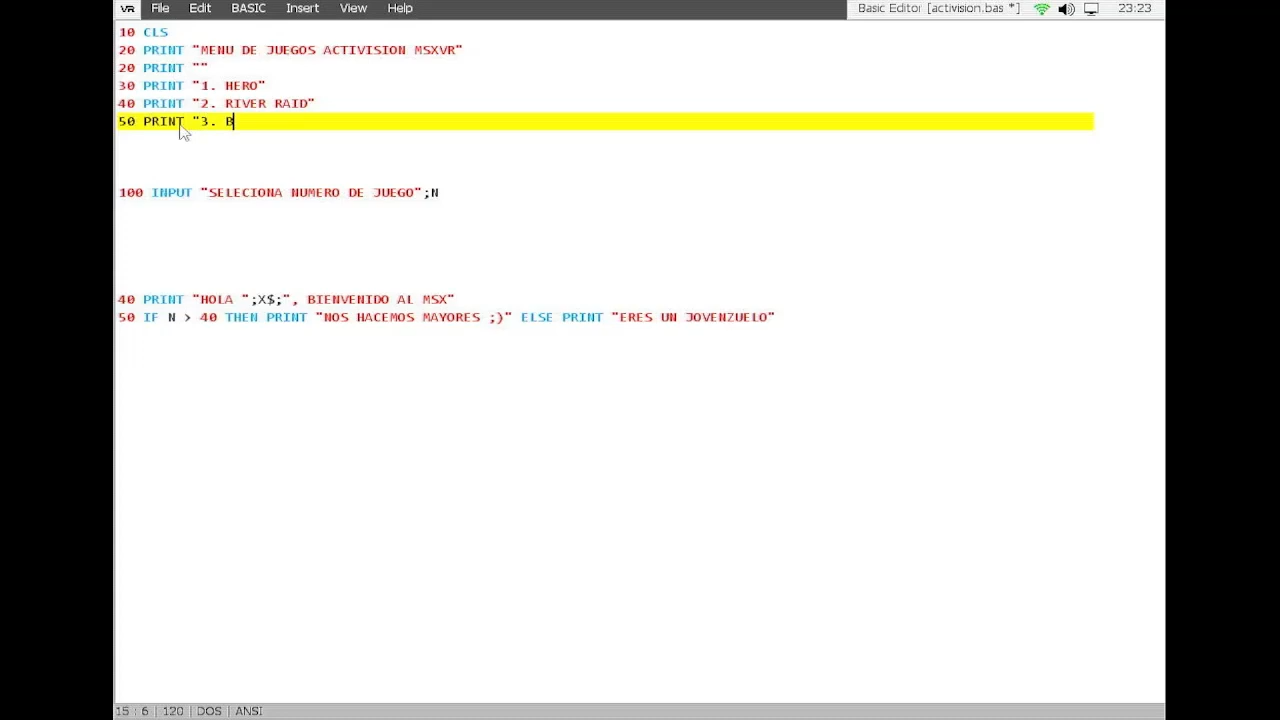 VR File Edit BASIC Insert View Help Basic Editor [activision.bas *] 23:23
10 CLS
20 PRINT "MENU DE JUEGOS ACTIVISION MSXVR"
20 PRINT ""
30 PRINT "1. HERO"
40 PRINT "2. RIVER RAID"
50 PRINT "3. B
100 INPUT "SELECIONA NUMERO DE JUEGO";N
40 PRINT "HOLA ";X$;", BIENVENIDO AL MSX"
50 IF N > 40 THEN PRINT "NOS HACEMOS MAYORES ;)" ELSE PRINT "ERES UN JOVENZUELO"
15 : 6 | 120 | DOS | ANSI